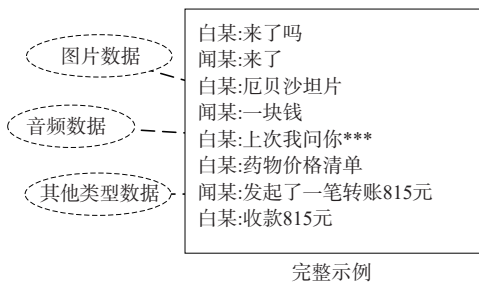 图片数据
音频数据
其他类型数据
白某:来了吗
闻某:来了
白某:厄贝沙坦片
闻某:一块钱
白某:上次我问你***
白某:药物价格清单
闻某:发起了一笔转账815元
白某:收款815元
完整示例